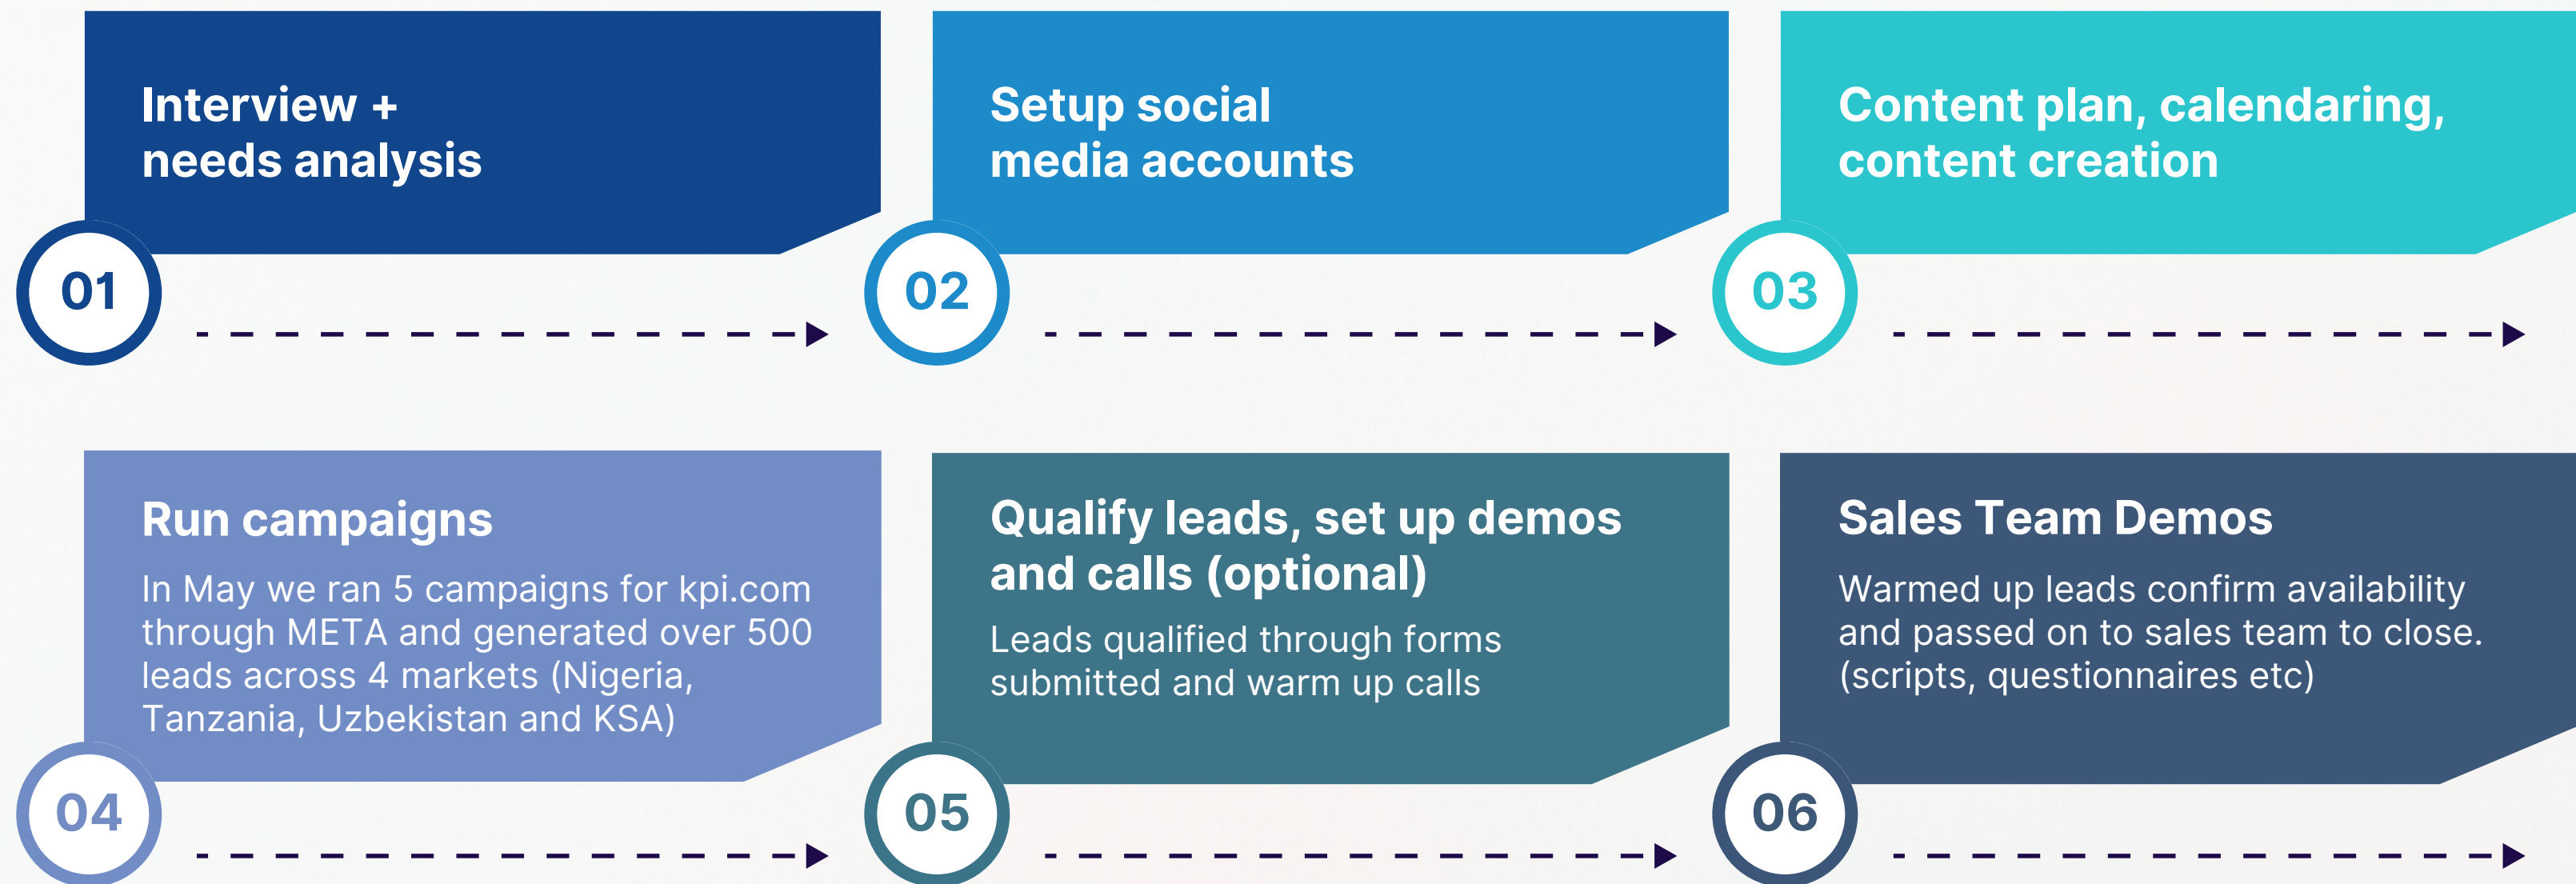 Interview +
needs analysis
01
Setup social
media accounts
02
Content plan, calendaring,
content creation
03
Run campaigns
In May we ran 5 campaigns for kpi.com
through META and generated over 500
leads across 4 markets (Nigeria,
Tanzania, Uzbekistan and KSA)
04
Qualify leads, set up demos
and calls (optional)
Leads qualified through forms
submitted and warm up calls
05
Sales Team Demos
Warmed up leads confirm availability
and passed on to sales team to close.
(scripts, questionnaires etc)
06